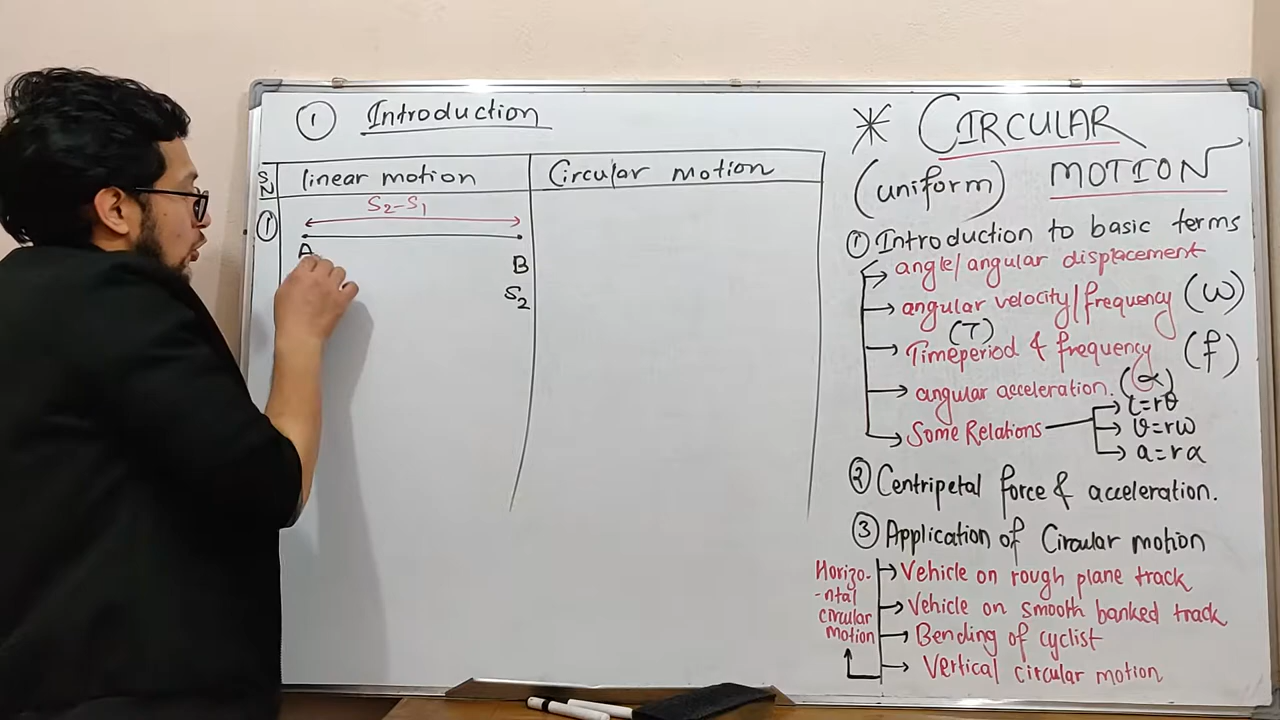 ① Introduction
SN
linear motion
Circular motion
①
S₂-S₁
A
B
S₂
* CIRCULAR
MOTION
(uniform)
① Introduction to basic terms
→ angle/angular displacement
→ angular velocity/frequency (ω)
→ Timeperiod & frequency (f)
(T)
→ angular acceleration. (α)
→ Some Relations
→ l=rθ
→ v=rω
→ a=rα
② Centripetal force & acceleration.
③ Application of Circular motion
Horizo-
-ntal
circular
motion
→ Vehicle on rough plane track
→ Vehicle on smooth banked track
→ Bending of cyclist
→ Vertical circular motion